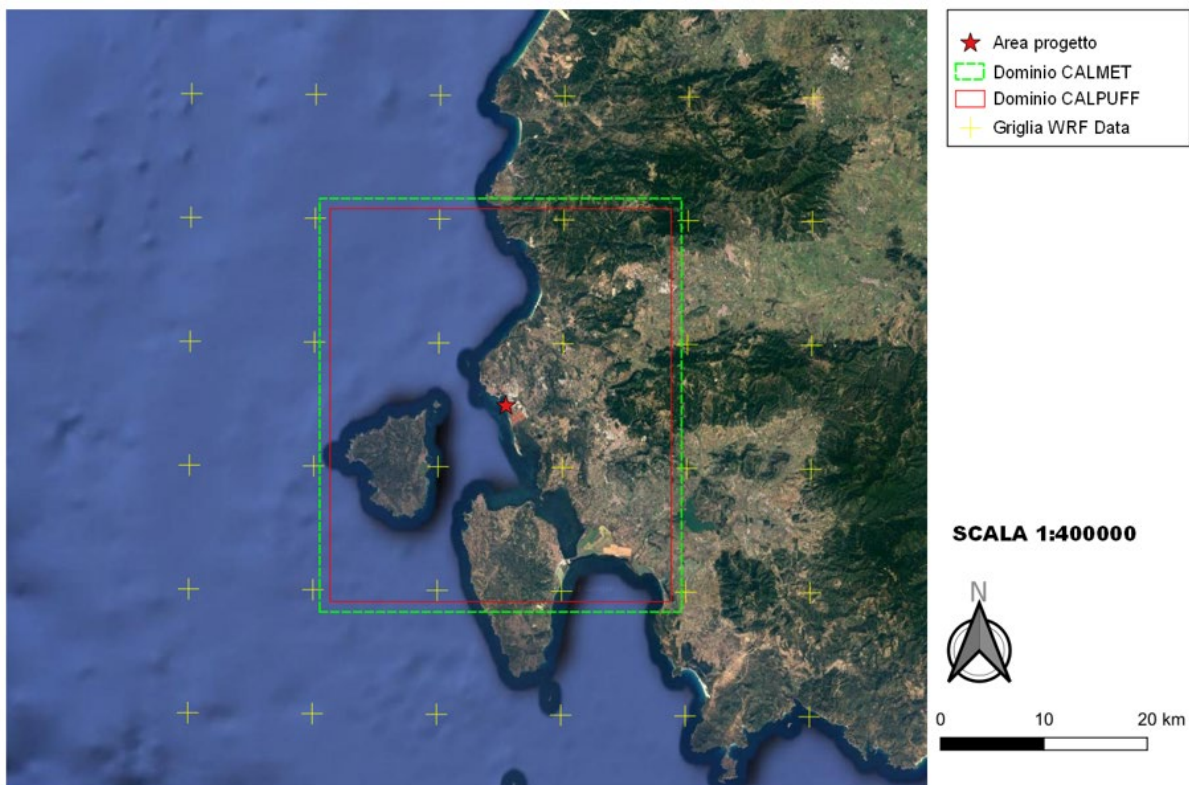 Area progetto
Dominio CALMET
Dominio CALPUFF
Griglia WRF Data
SCALA 1:400000
N
0 10 20 km